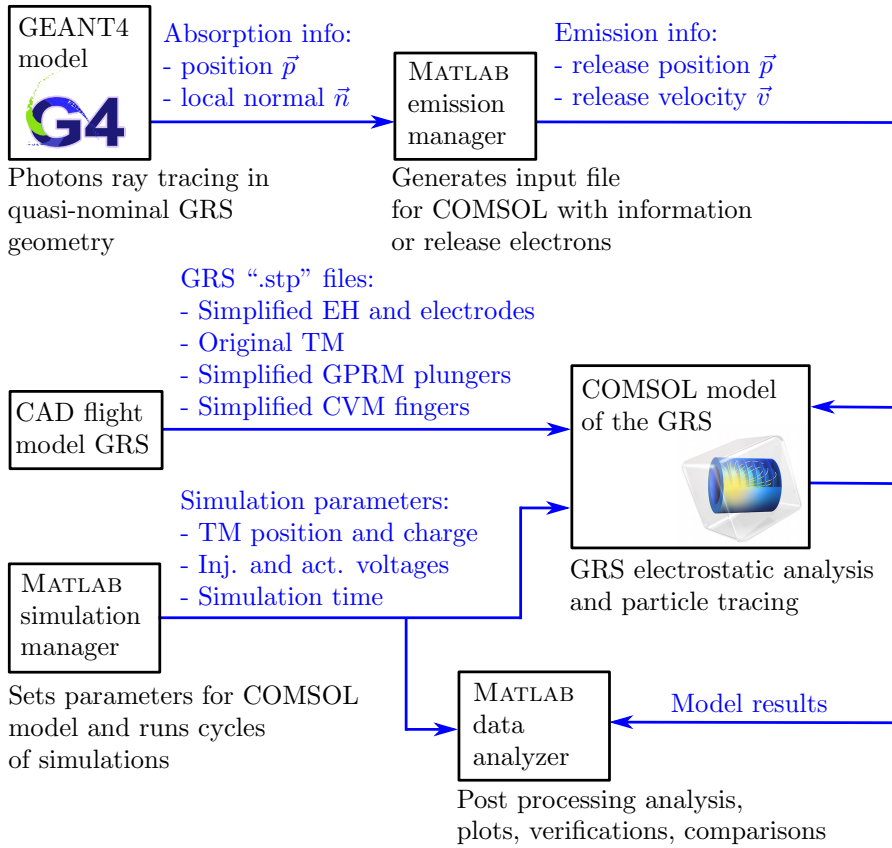 GEANT4
model
G4
Absorption info:
- position p⃗
- local normal n⃗
MATLAB
emission
manager
Emission info:
- release position p⃗
- release velocity v⃗
Photons ray tracing in
quasi-nominal GRS
geometry
Generates input file
for COMSOL with information
or release electrons
GRS “.stp” files:
- Simplified EH and electrodes
- Original TM
- Simplified GPRM plungers
- Simplified CVM fingers
CAD flight
model GRS
COMSOL model
of the GRS
Simulation parameters:
- TM position and charge
- Inj. and act. voltages
- Simulation time
MATLAB
simulation
manager
GRS electrostatic analysis
and particle tracing
Sets parameters for COMSOL
model and runs cycles
of simulations
MATLAB
data
analyzer
Model results
Post processing analysis,
plots, verifications, comparisons